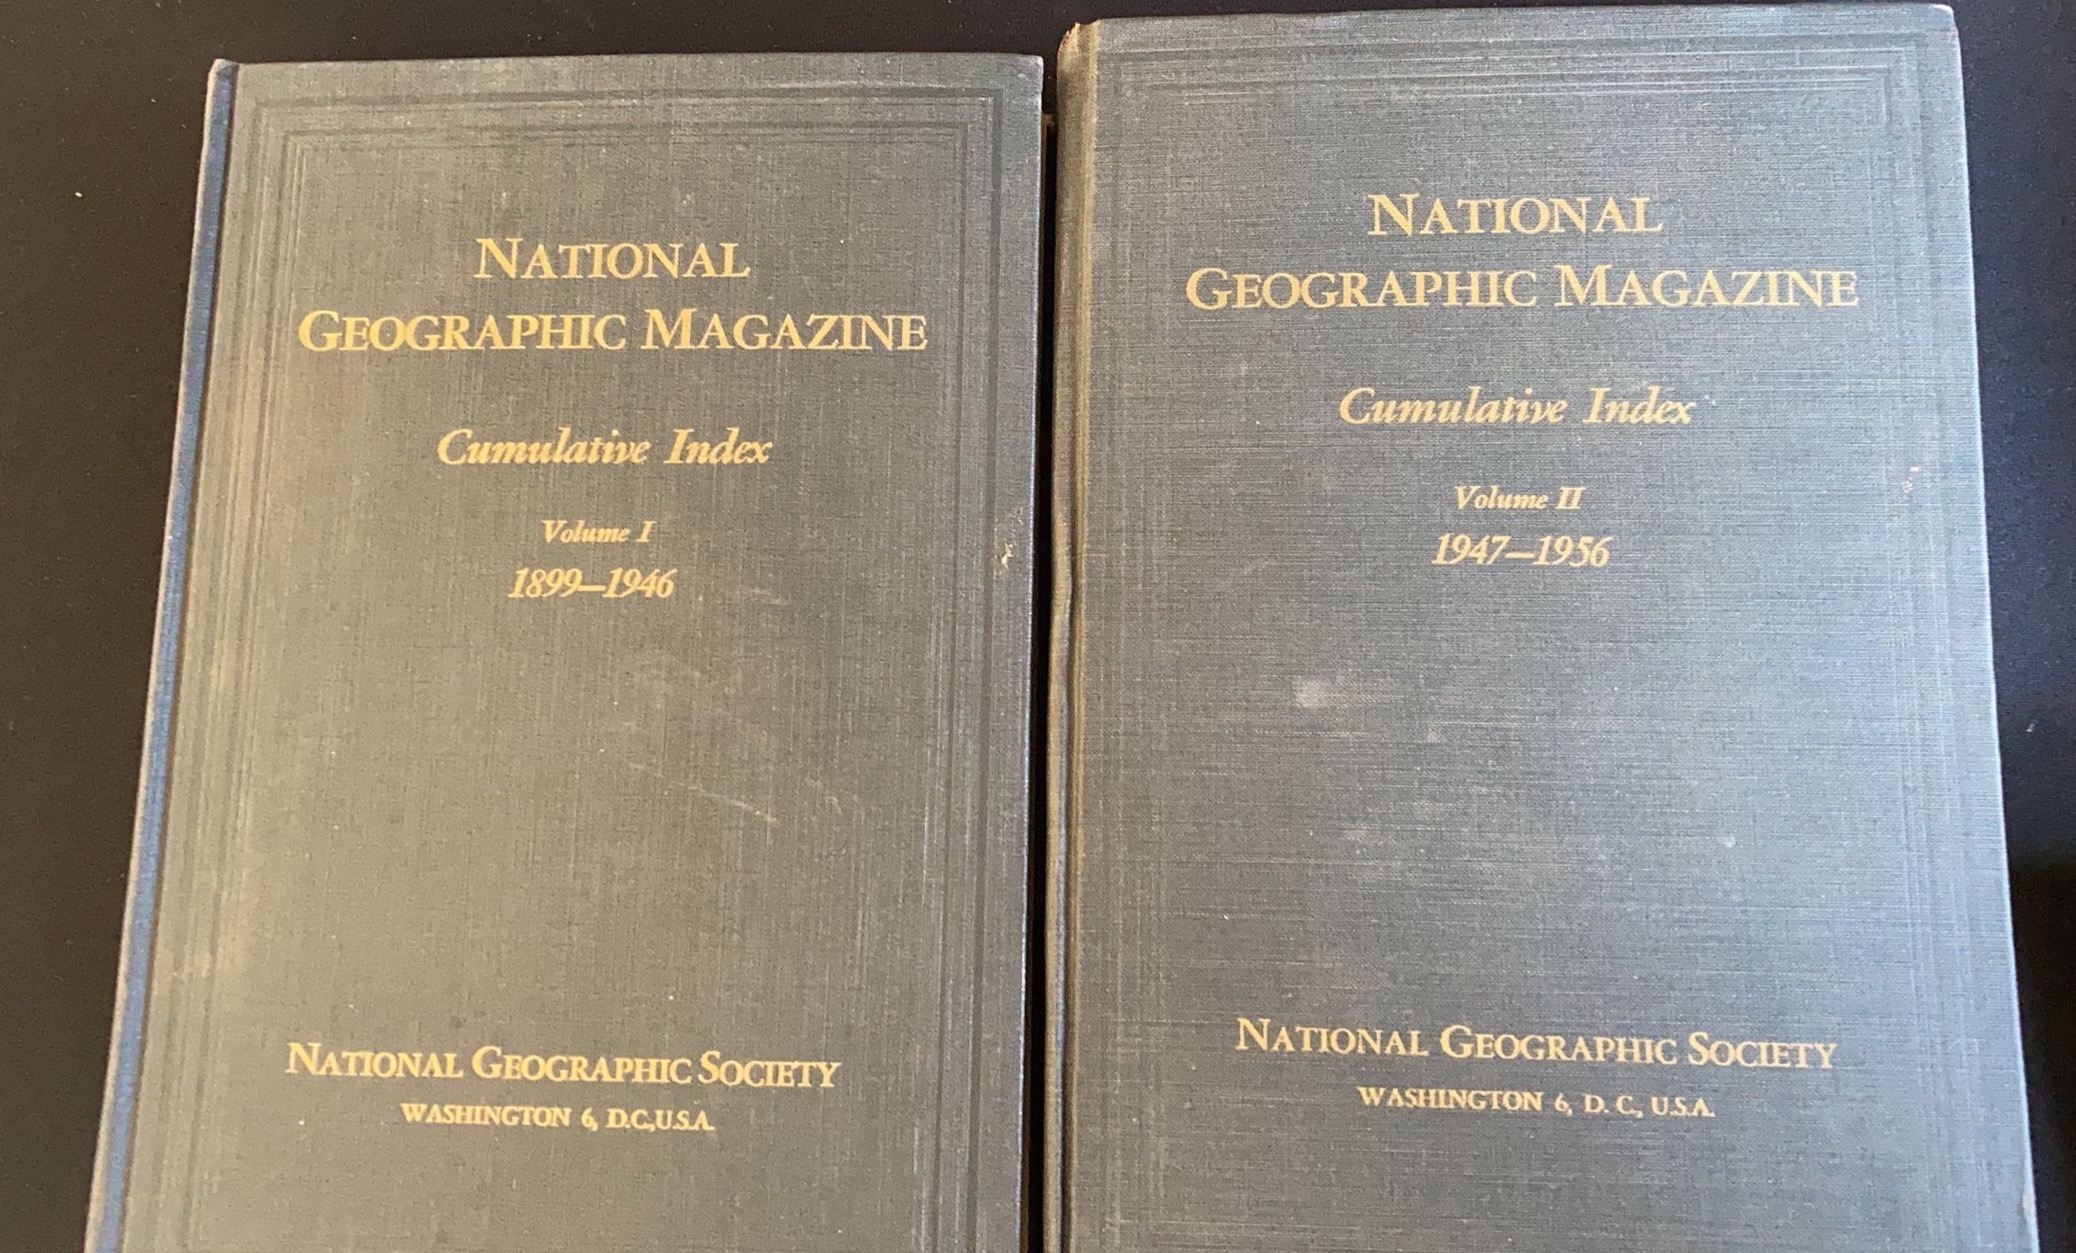 NATIONAL
GEOGRAPHIC MAGAZINE
Cumulative Index
Volume I
1899–1946
NATIONAL GEOGRAPHIC SOCIETY
WASHINGTON 6, D.C., U.S.A.
NATIONAL
GEOGRAPHIC MAGAZINE
Cumulative Index
Volume II
1947–1956
NATIONAL GEOGRAPHIC SOCIETY
WASHINGTON 6, D. C., U.S.A.